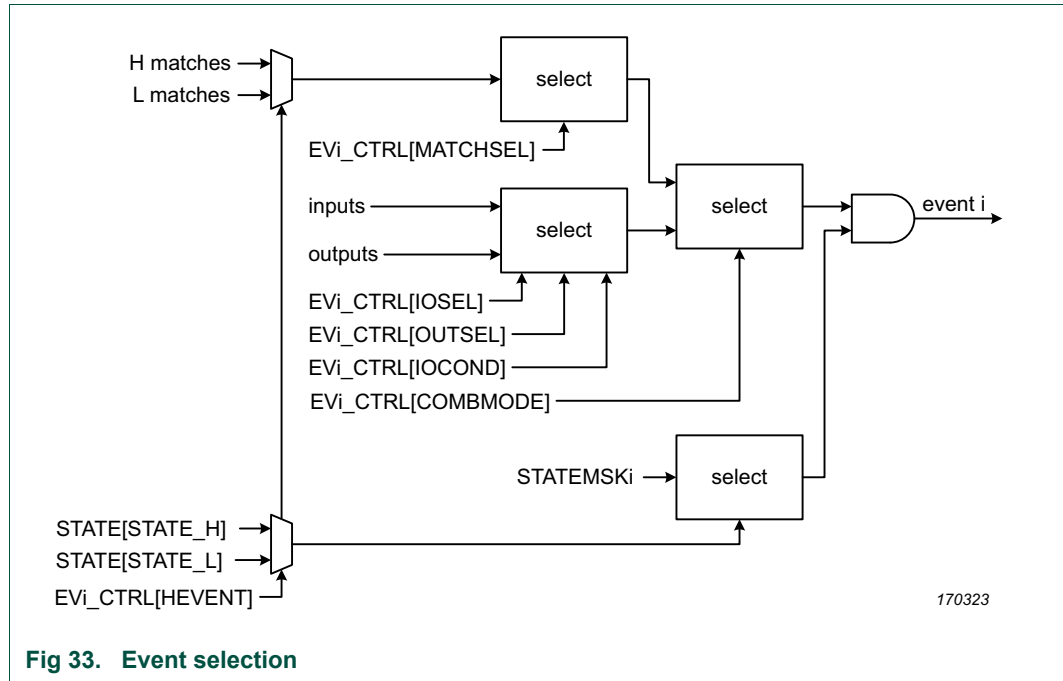 H matches
L matches
select
EVi_CTRL[MATCHSEL]
inputs
outputs
select
select
event i
EVi_CTRL[IOSEL]
EVi_CTRL[OUTSEL]
EVi_CTRL[IOCOND]
EVi_CTRL[COMBMODE]
STATEMSKi
select
STATE[STATE_H]
STATE[STATE_L]
EVi_CTRL[HEVENT]
170323
Fig 33. Event selection